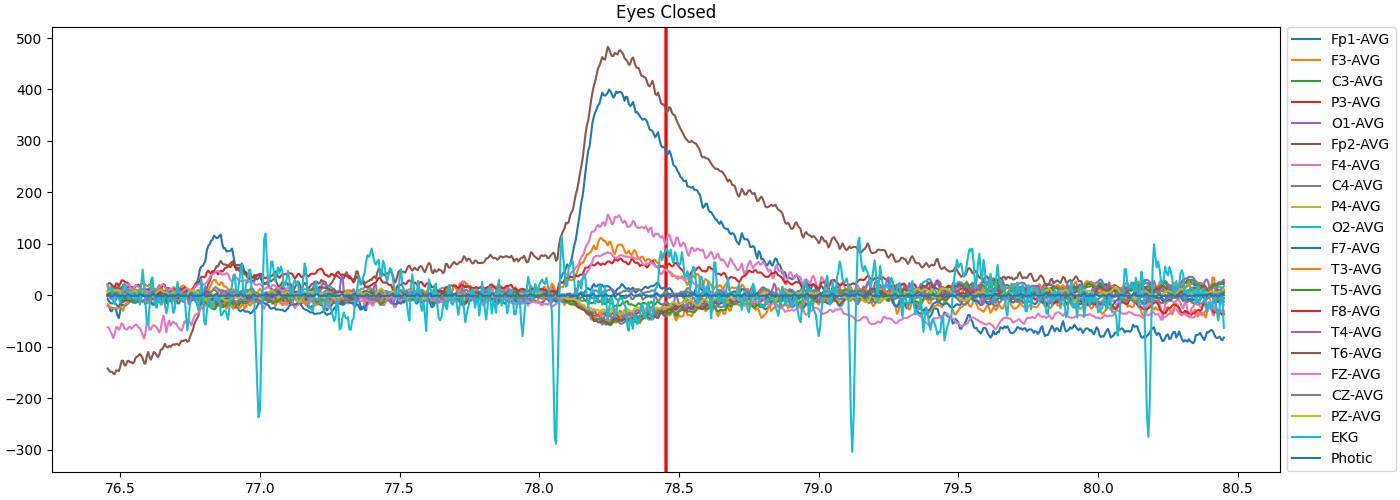 Eyes Closed
500
400
300
200
100
0
−100
−200
−300
76.5 77.0 77.5 78.0 78.5 79.0 79.5 80.0 80.5
Fp1-AVG
F3-AVG
C3-AVG
P3-AVG
O1-AVG
Fp2-AVG
F4-AVG
C4-AVG
P4-AVG
O2-AVG
F7-AVG
T3-AVG
T5-AVG
F8-AVG
T4-AVG
T6-AVG
FZ-AVG
CZ-AVG
PZ-AVG
EKG
Photic